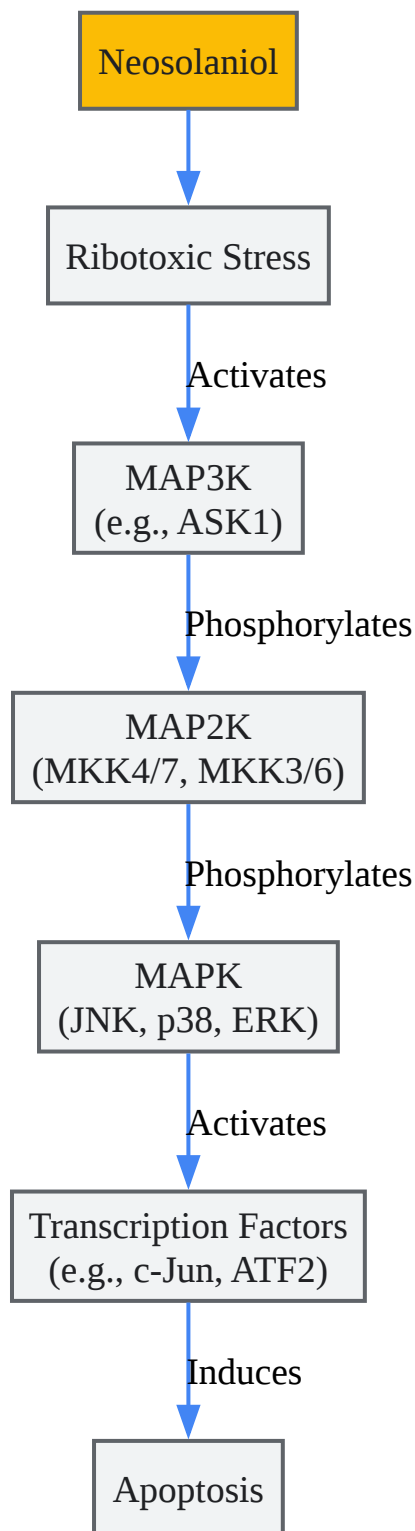 Neosolaniol
Ribotoxic Stress
Activates
MAP3K
(e.g., ASK1)
Phosphorylates
MAP2K
(MKK4/7, MKK3/6)
Phosphorylates
MAPK
(JNK, p38, ERK)
Activates
Transcription Factors
(e.g., c-Jun, ATF2)
Induces
Apoptosis